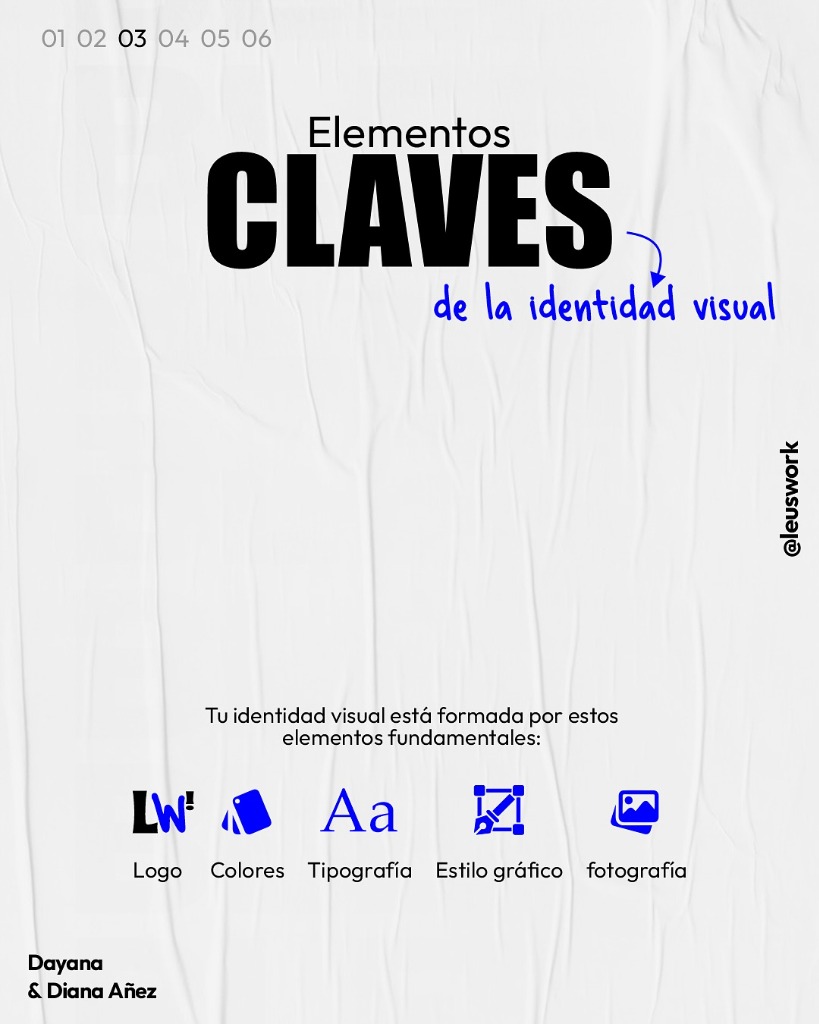 01 02 03 04 05 06
Elementos
CLAVES
de la identidad visual
@leuswork
Tu identidad visual está formada por estos
elementos fundamentales:
LW! Aa
Logo Colores Tipografía Estilo gráfico fotografía
Dayana
& Diana Añez